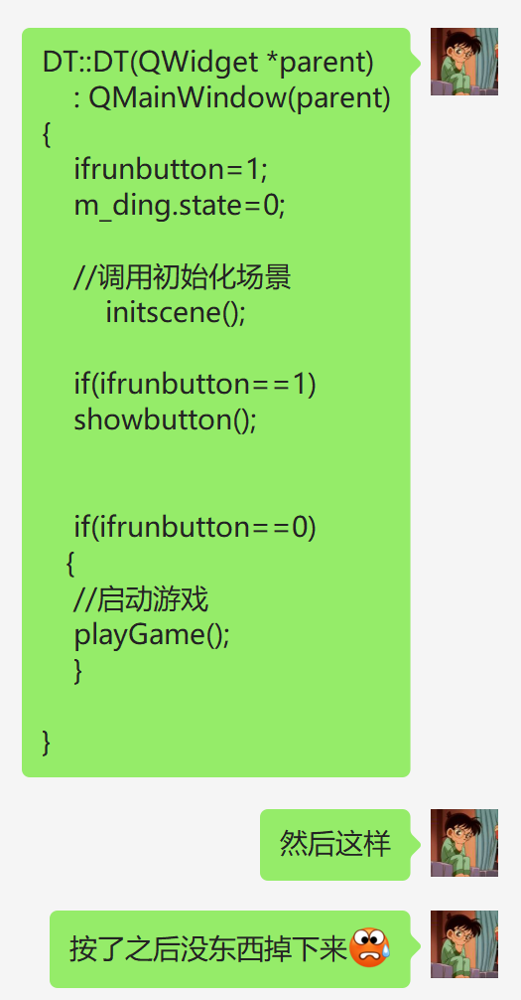 DT::DT(QWidget *parent)
: QMainWindow(parent)
{
ifrunbutton=1;
m_ding.state=0;
//调用初始化场景
initscene();
if(ifrunbutton==1)
showbutton();
if(ifrunbutton==0)
{
//启动游戏
playGame();
}
}
然后这样
按了之后没东西掉下来